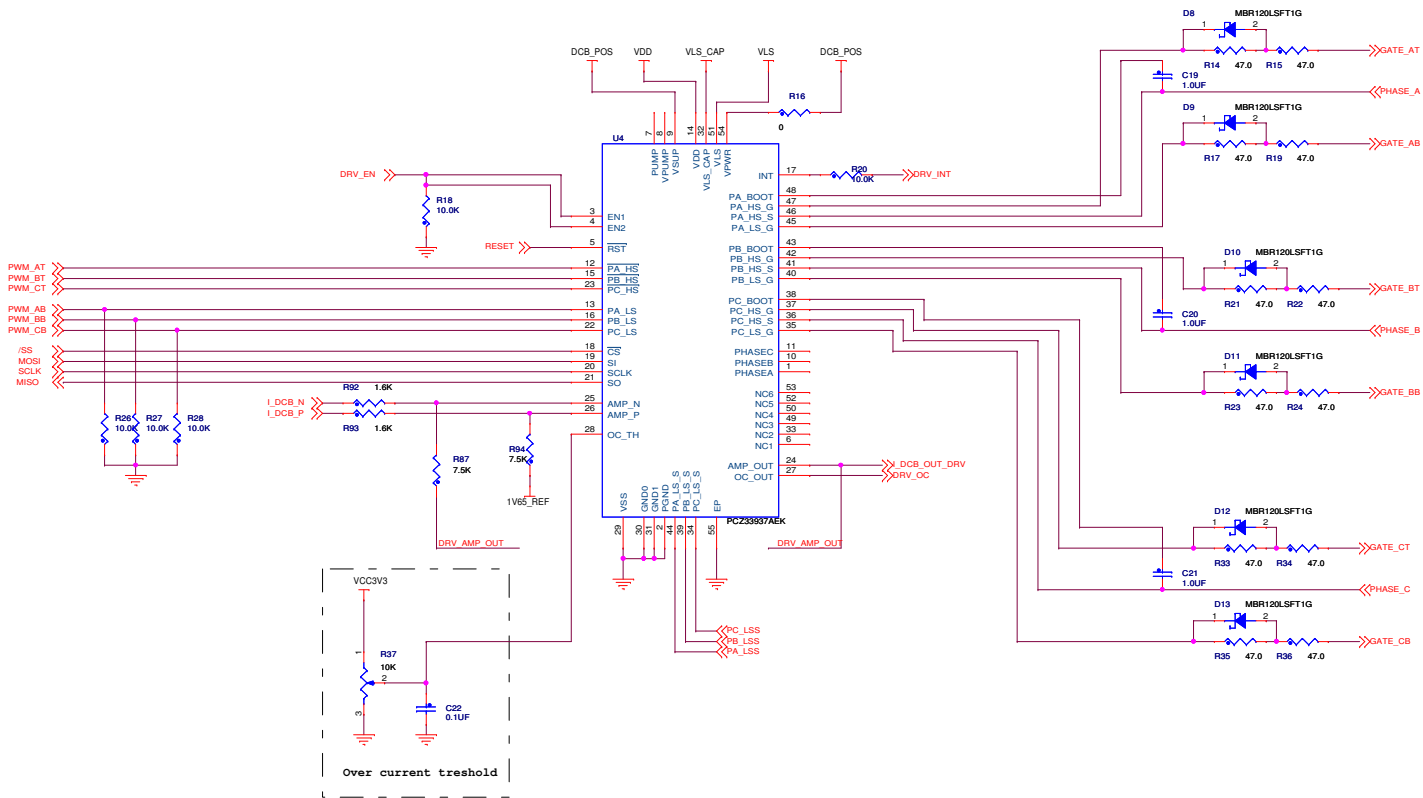 D8 MBR120LSFT1G
1 2
GATE_AT
R14 47.0 R15 47.0
DCB_POS VDD VLS_CAP VLS DCB_POS
C19
1.0UF
PHASE_A
R16
0
D9 MBR120LSFT1G
1 2
GATE_AB
R17 47.0 R19 47.0
U4
7 8 9 14 32 51 54
PUMP VPUMP VSUP VDD VLS_CAP VLS VPWR
DRV_EN
R18
10.0K
INT 17
R20
10.0K
DRV_INT
PA_BOOT 48
PA_HS_G 47
PA_HS_S 46
PA_LS_G 45
3 EN1
4 EN2
RESET 5 RST
PB_BOOT 43
PB_HS_G 42
PB_HS_S 41
PB_LS_G 40
D10 MBR120LSFT1G
1 2
GATE_BT
R21 47.0 R22 47.0
PWM_AT 12 PA_HS
PWM_BT 15 PB_HS
PWM_CT 23 PC_HS
PWM_AB 13 PA_LS
PWM_BB 16 PB_LS
PWM_CB 22 PC_LS
PC_BOOT 38
PC_HS_G 37
PC_HS_S 36
PC_LS_G 35
C20
1.0UF
PHASE_B
/SS 18 CS
MOSI 19 SI
SCLK 20 SCLK
MISO 21 SO
PHASEC 11
PHASEB 10
PHASEA 1
D11 MBR120LSFT1G
1 2
GATE_BB
R23 47.0 R24 47.0
R92 1.6K
I_DCB_N 25 AMP_N
I_DCB_P 26 AMP_P
R93 1.6K
28 OC_TH
NC6 53
NC5 52
NC4 50
NC3 49
NC2 33
NC1 6
R26 R27 R28
10.0K 10.0K 10.0K
R87
7.5K
R94
7.5K
1V65_REF
AMP_OUT 24
OC_OUT 27
I_DCB_OUT_DRV
DRV_OC
VSS GND0 GND1 PGND PA_LS_S PB_LS_S PC_LS_S EP
29 30 31 2 44 39 34 55
PCZ33937AEK
DRV_AMP_OUT
DRV_AMP_OUT
D12 MBR120LSFT1G
1 2
GATE_CT
R33 47.0 R34 47.0
C21
1.0UF
PHASE_C
D13 MBR120LSFT1G
1 2
GATE_CB
R35 47.0 R36 47.0
PC_LSS
PB_LSS
PA_LSS
VCC3V3
1
R37
10K
2
3
C22
0.1UF
Over current treshold